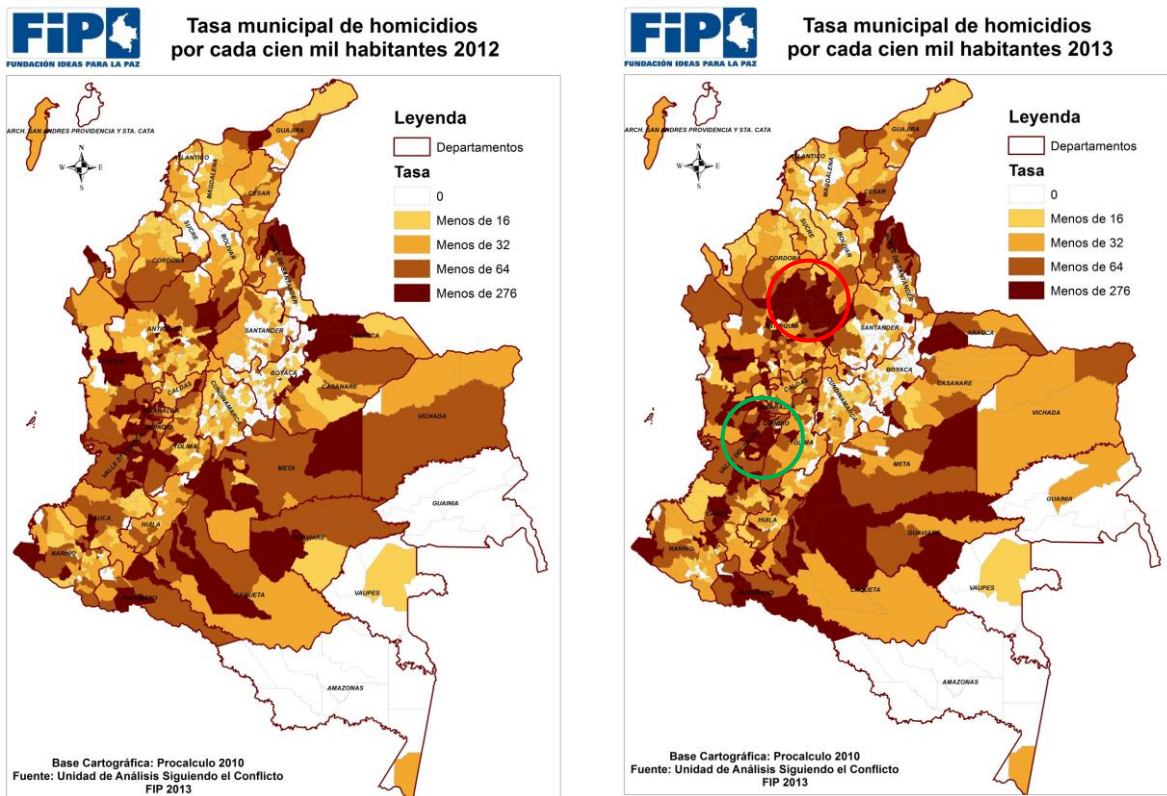 FiP
FUNDACIÓN IDEAS PARA LA PAZ
Tasa municipal de homicidios
por cada cien mil habitantes 2012
ARCH. SAN ANDRES PROVIDENCIA Y STA. CATA
N
W E
S
Leyenda
Departamentos
Tasa
0
Menos de 16
Menos de 32
Menos de 64
Menos de 276
GUAJIRA
ATLANTICO
MAGDALENA
CESAR
SUCRE
BOLIVAR
CORDOBA
DE SANTANDER
ANTIOQUIA
SANTANDER
BOYACA
CALDAS
CUNDINAMARCA
CASANARE
VICHADA
TOLIMA
META
GUAINIA
CAUCA
HUILA
GUAVIARE
NARIÑO
VAUPES
CAQUETA
AMAZONAS
Base Cartográfica: Procalculo 2010
Fuente: Unidad de Análisis Siguiendo el Conflicto
FIP 2013
FiP
FUNDACIÓN IDEAS PARA LA PAZ
Tasa municipal de homicidios
por cada cien mil habitantes 2013
ARCH. SAN ANDRES PROVIDENCIA Y STA. CATA
N
W E
S
Leyenda
Departamentos
Tasa
0
Menos de 16
Menos de 32
Menos de 64
Menos de 276
GUAJIRA
ATLANTICO
MAGDALENA
CESAR
SUCRE
BOLIVAR
CORDOBA
DE SANTANDER
ANTIOQUIA
SANTANDER
ARAUCA
BOYACA
CALDAS
CUNDINAMARCA
CASANARE
VICHADA
TOLIMA
META
GUAINIA
HUILA
GUAVIARE
NARIÑO
VAUPES
CAQUETA
AMAZONAS
Base Cartográfica: Procalculo 2010
Fuente: Unidad de Análisis Siguiendo el Conflicto
FIP 2013